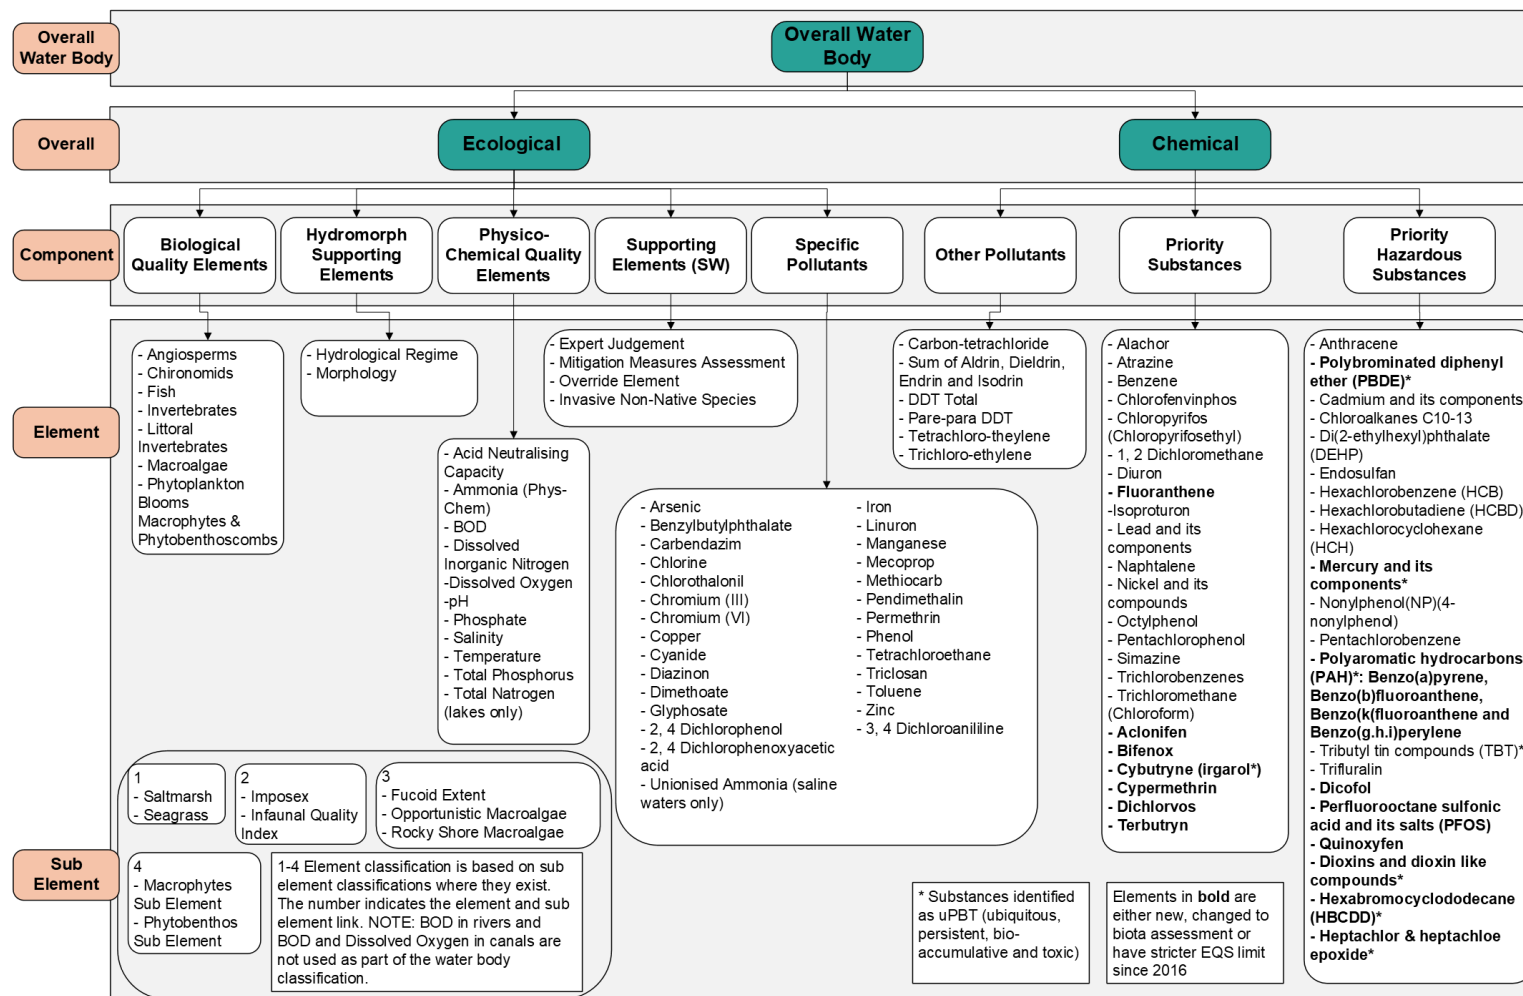 Overall
Water Body
Overall Water
Body
Overall
Ecological
Chemical
Component
Biological
Quality Elements
Hydromorph
Supporting
Elements
Physico-
Chemical Quality
Elements
Supporting
Elements (SW)
Specific
Pollutants
Other Pollutants
Priority
Substances
Priority
Hazardous
Substances
Element
- Angiosperms
- Chironomids
- Fish
- Invertebrates
- Littoral
Invertebrates
- Macroalgae
- Phytoplankton
Blooms
Macrophytes &
Phytobenthoscombs
- Hydrological Regime
- Morphology
- Acid Neutralising
Capacity
- Ammonia (Phys-
Chem)
- BOD
- Dissolved
Inorganic Nitrogen
-Dissolved Oxygen
-pH
- Phosphate
- Salinity
- Temperature
- Total Phosphorus
- Total Natrogen
(lakes only)
- Expert Judgement
- Mitigation Measures Assessment
- Override Element
- Invasive Non-Native Species
- Arsenic
- Benzylbutylphthalate
- Carbendazim
- Chlorine
- Chlorothalonil
- Chromium (III)
- Chromium (VI)
- Copper
- Cyanide
- Diazinon
- Dimethoate
- Glyphosate
- 2, 4 Dichlorophenol
- 2, 4 Dichlorophenoxyacetic
acid
- Unionised Ammonia (saline
waters only)
- Iron
- Linuron
- Manganese
- Mecoprop
- Methiocarb
- Pendimethalin
- Permethrin
- Phenol
- Tetrachloroethane
- Triclosan
- Toluene
- Zinc
- 3, 4 Dichloroaniliine
- Carbon-tetrachloride
- Sum of Aldrin, Dieldrin,
Endrin and Isodrin
- DDT Total
- Pare-para DDT
- Tetrachloro-theylene
- Trichloro-ethylene
- Alachor
- Atrazine
- Benzene
- Chlorofenvinphos
- Chloropyrifos
(Chloropyrifosethyl)
- 1, 2 Dichloromethane
- Diuron
- Fluoranthene
-Isoproturon
- Lead and its
components
- Naphtalene
- Nickel and its
compounds
- Octylphenol
- Pentachlorophenol
- Simazine
- Trichlorobenzenes
- Trichloromethane
(Chloroform)
- Aclonifen
- Bifenox
- Cybutryne (irgarol*)
- Cypermethrin
- Dichlorvos
- Terbutryn
- Anthracene
- Polybrominated diphenyl
ether (PBDE)*
- Cadmium and its components
- Chloroalkanes C10-13
- Di(2-ethylhexyl)phthalate
(DEHP)
- Endosulfan
- Hexachlorobenzene (HCB)
- Hexachlorobutadiene (HCBD)
- Hexachlorocyclohexane
(HCH)
- Mercury and its
components*
- Nonylphenol(NP)(4-
nonylphenol)
- Pentachlorobenzene
- Polyaromatic hydrocarbons
(PAH)*: Benzo(a)pyrene,
Benzo(b)fluoroanthene,
Benzo(k(fluoroanthene and
Benzo(g.h.i)perylene
- Tributyl tin compounds (TBT)*
- Trifluralin
- Dicofol
- Perfluorooctane sulfonic
acid and its salts (PFOS)
- Quinoxyfen
- Dioxins and dioxin like
compounds*
- Hexabromocyclododecane
(HBCDD)*
- Heptachlor & heptachloe
epoxide*
Sub
Element
1
- Saltmarsh
- Seagrass
2
- Imposex
- Infaunal Quality
Index
3
- Fucoid Extent
- Opportunistic Macroalgae
- Rocky Shore Macroalgae
4
- Macrophytes
Sub Element
- Phytobenthos
Sub Element
1-4 Element classification is based on sub
element classifications where they exist.
The number indicates the element and sub
element link. NOTE: BOD in rivers and
BOD and Dissolved Oxygen in canals are
not used as part of the water body
classification.
* Substances identified
as uPBT (ubiquitous,
persistent, bio-
accumulative and toxic)
Elements in bold are
either new, changed to
biota assessment or
have stricter EQS limit
since 2016